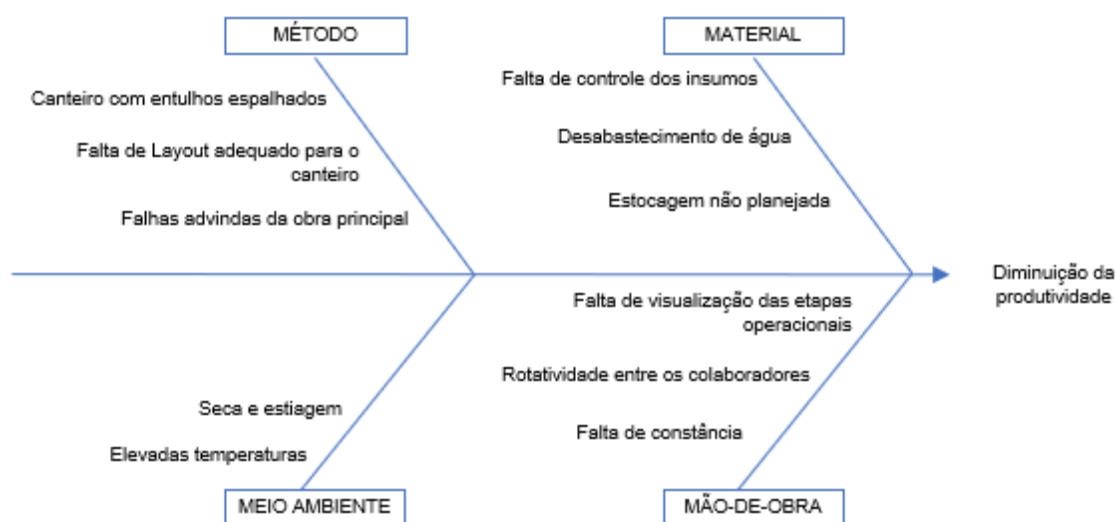 MÉTODO
MATERIAL
Canteiro com entulhos espalhados
Falta de Layout adequado para o
canteiro
Falhas advindas da obra principal
Falta de controle dos insumos
Desabastecimento de água
Estocagem não planejada
Diminuição da
produtividade
Falta de visualização das etapas
operacionais
Rotatividade entre os colaboradores
Falta de constância
Seca e estiagem
Elevadas temperaturas
MEIO AMBIENTE
MÃO-DE-OBRA